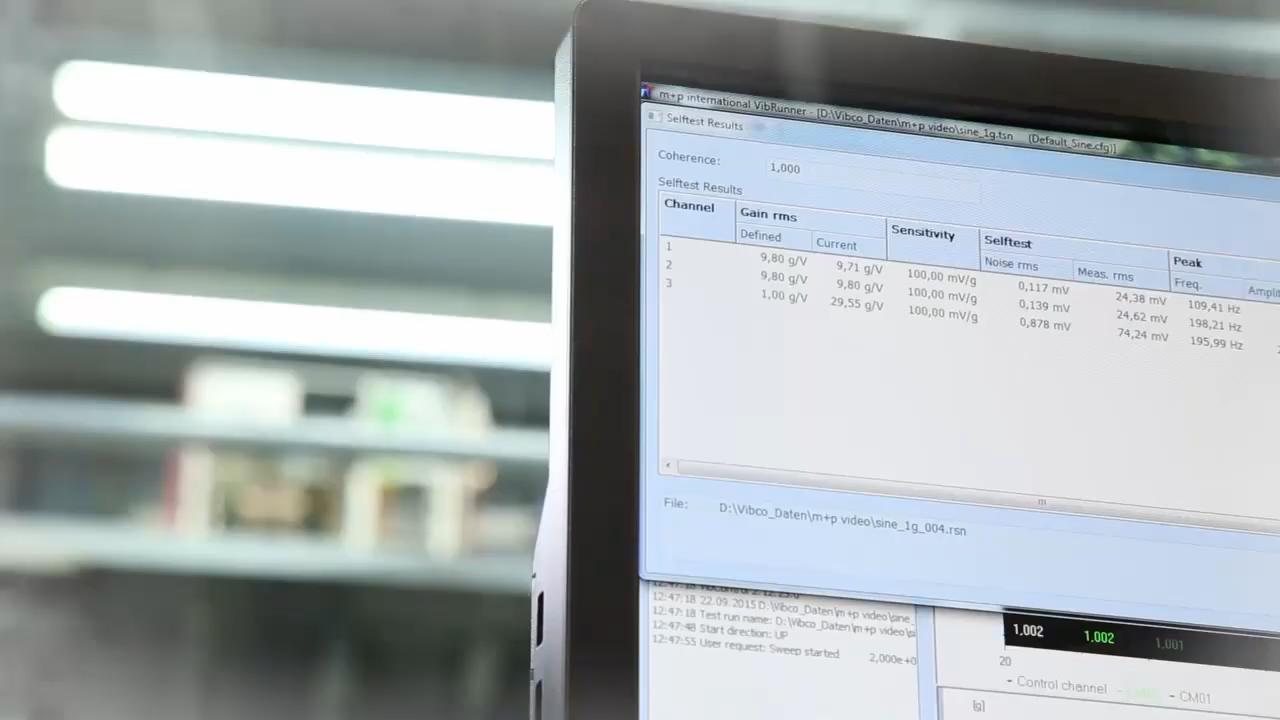 m+p international VibRunner - [D:\Vibco_Daten\m+p video\sine_1g.tsn (Default_Sine.cfg)]
Selftest Results
Coherence: 1,000
Selftest Results
Channel Gain rms Sensitivity Selftest Peak
Defined Current Noise rms Meas. rms Freq. Ampli
1 9,80 g/V 9,71 g/V 100,00 mV/g 0,117 mV 24,38 mV 109,41 Hz
2 9,80 g/V 9,80 g/V 100,00 mV/g 0,139 mV 24,62 mV 198,21 Hz
3 1,00 g/V 29,55 g/V 100,00 mV/g 0,878 mV 74,24 mV 195,99 Hz
File: D:\Vibco_Daten\m+p video\sine_1g_004.rsn
12:47:18 22.09.2015 D:\Vibco_Daten\m+p video\sine_
12:47:18 Test run name: D:\Vibco_Daten\m+p video\si
12:47:48 Start direction: UP
12:47:55 User request: Sweep started 2,000e+0
1,002 1,002 1,001
20
- Control channel - CM01
[g]